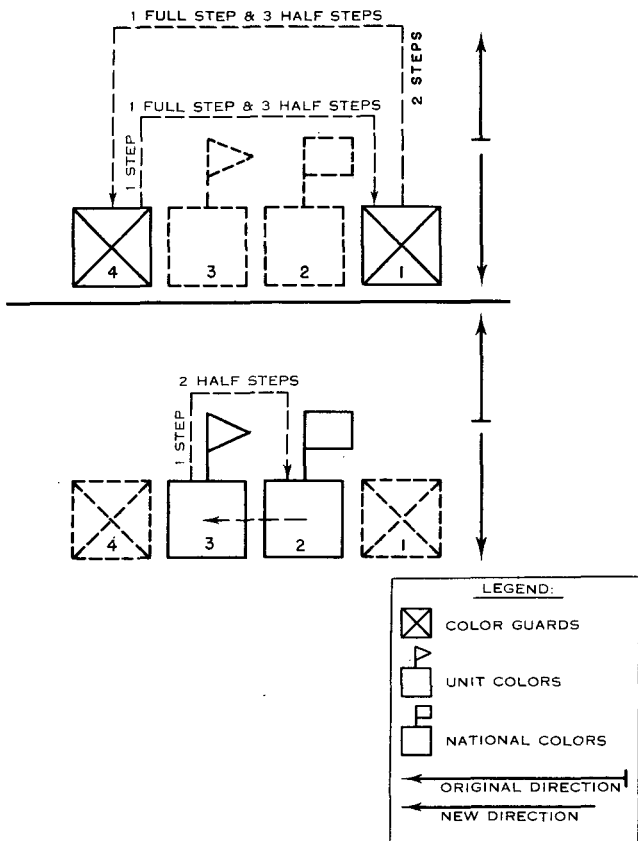 1 FULL STEP & 3 HALF STEPS
2 STEPS
1 FULL STEP & 3 HALF STEPS
1 STEP
4
3
2
1
2 HALF STEPS
1 STEP
4
3
2
1
LEGEND:
COLOR GUARDS
UNIT COLORS
NATIONAL COLORS
ORIGINAL DIRECTION
NEW DIRECTION